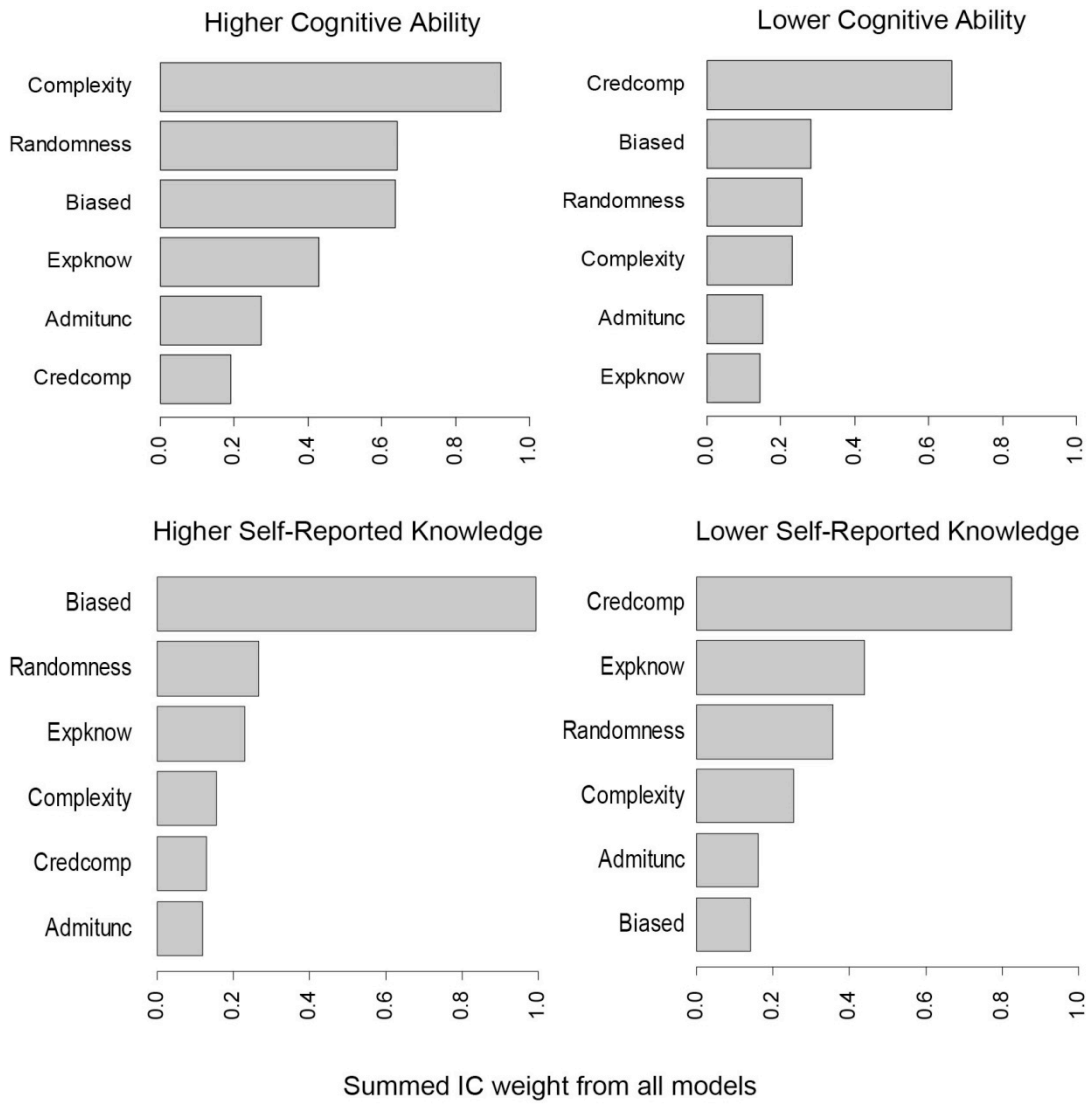 Higher Cognitive Ability
Complexity
Randomness
Biased
Expknow
Admitunc
Credcomp
0.0 0.2 0.4 0.6 0.8 1.0
Lower Cognitive Ability
Credcomp
Biased
Randomness
Complexity
Admitunc
Expknow
0.0 0.2 0.4 0.6 0.8 1.0
Higher Self-Reported Knowledge
Biased
Randomness
Expknow
Complexity
Credcomp
Admitunc
0.0 0.2 0.4 0.6 0.8 1.0
Lower Self-Reported Knowledge
Credcomp
Expknow
Randomness
Complexity
Admitunc
Biased
0.0 0.2 0.4 0.6 0.8 1.0
Summed IC weight from all models